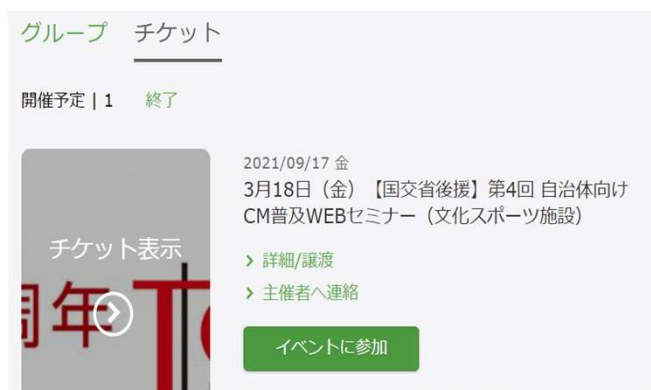 グループ チケット
開催予定 | 1 終了
2021/09/17 金
3月18日（金）【国交省後援】第4回 自治体向け
CM普及WEBセミナー（文化スポーツ施設）
チケット表示
> 詳細/譲渡
> 主催者へ連絡
周年
イベントに参加